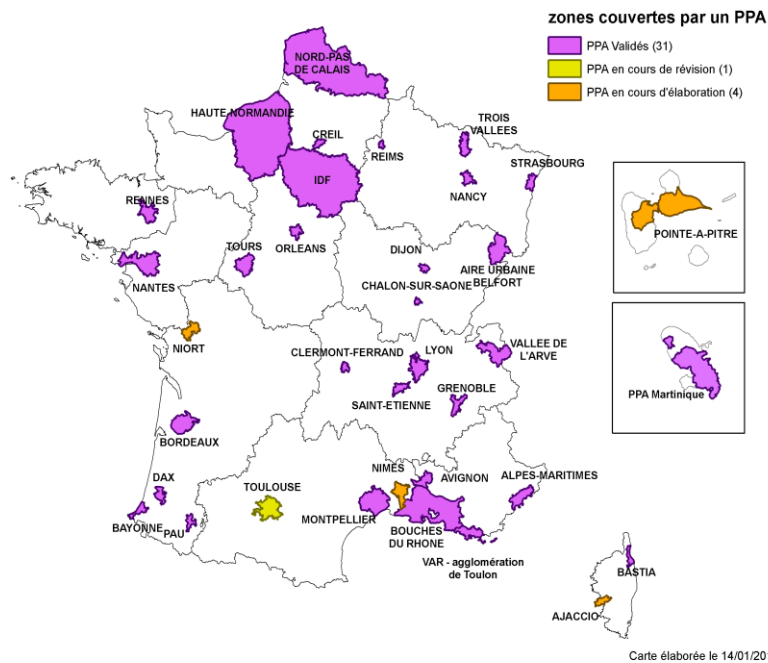 zones couvertes par un PPA
PPA Validés (31)
PPA en cours de révision (1)
PPA en cours d'élaboration (4)
NORD-PAS
DE CALAIS
HAUTE-NORMANDIE
CREIL
REIMS
TROIS
VALLEES
STRASBOURG
IDF
NANCY
RENNES
TOURS
ORLEANS
DIJON
AIRE URBAINE
BELFORT
NANTES
CHALON-SUR-SAONE
POINTE-A-PITRE
NIORT
CLERMONT-FERRAND
LYON
VALLEE DE
L'ARVE
SAINT-ETIENNE
GRENOBLE
PPA Martinique
BORDEAUX
DAX
TOULOUSE
NIMES
AVIGNON
ALPES-MARITIMES
BAYONNE
PAU
MONTPELLIER
BOUCHES
DU RHONE
VAR - agglomération
de Toulon
BASTIA
AJACCIO
Carte élaborée le 14/01/20